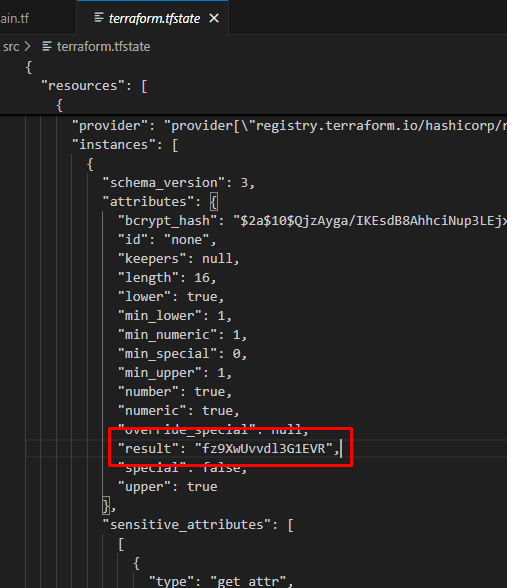 ain.tf
terraform.tfstate
src > terraform.tfstate
{
"resources": [
{
"provider": "provider[\"registry.terraform.io/hashicorp/r
"instances": [
{
"schema_version": 3,
"attributes": {
"bcrypt_hash": "$2a$10$QjzAyga/IKEsdB8AhhciNup3LEjx
"id": "none",
"keepers": null,
"length": 16,
"lower": true,
"min_lower": 1,
"min_numeric": 1,
"min_special": 0,
"min_upper": 1,
"number": true,
"numeric": true,
"override_special": null,
"result": "fz9XwUvvdl3G1EVR",
"special": false,
"upper": true
},
"sensitive_attributes": [
[
{
"type": "get_attr",